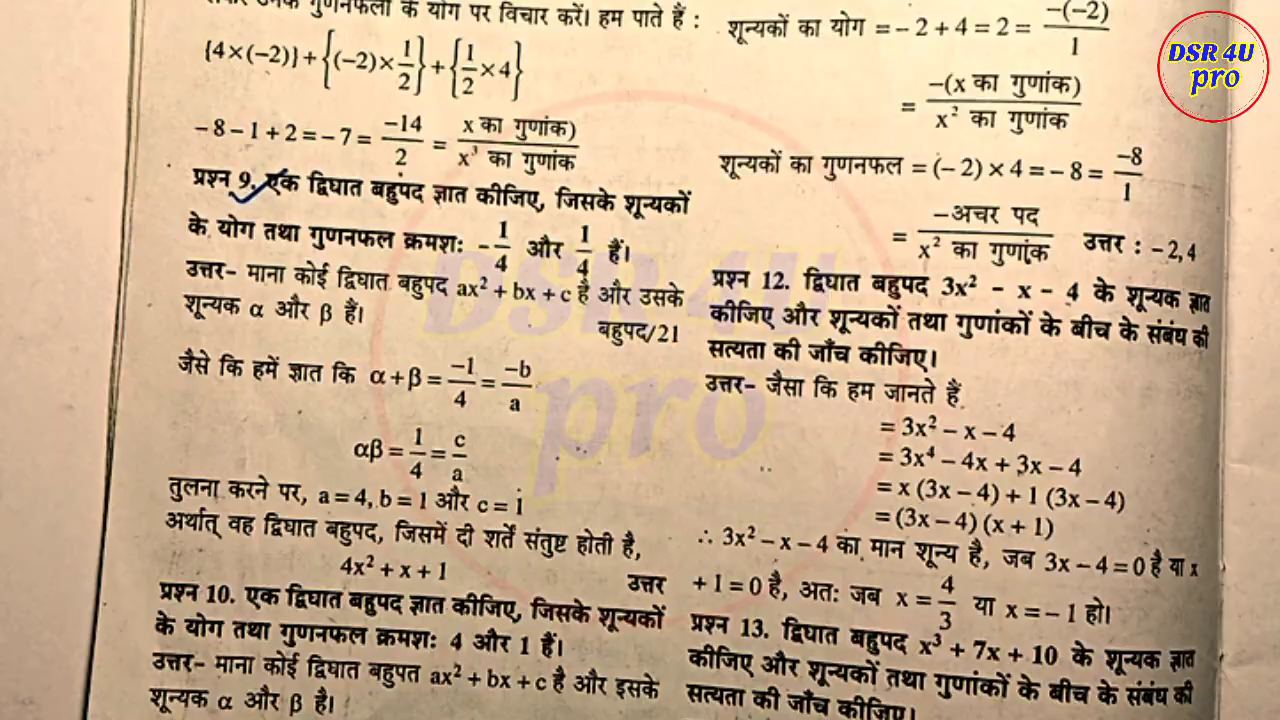 उनके गुणनफलों के योग पर विचार करें। हम पाते हैं :
{4×(−2)} + {(−2)×1/2} + {1/2×4}
−8−1+2=−7= −14/2 = x का गुणांक) / x³ का गुणांक
प्रश्न 9. एक द्विघात बहुपद ज्ञात कीजिए, जिसके शून्यकों
के योग तथा गुणनफल क्रमशः −1/4 और 1/4 हैं।
उत्तर– माना कोई द्विघात बहुपद ax² + bx + c है और उसके
शून्यक α और β हैं।
बहुपद/21
जैसे कि हमें ज्ञात कि α+β = −1/4 = −b/a
αβ = 1/4 = c/a
तुलना करने पर, a = 4, b = 1 और c = 1
अर्थात् वह द्विघात बहुपद, जिसमें दी शर्तें संतुष्ट होती है,
4x² + x + 1
उत्तर
प्रश्न 10. एक द्विघात बहुपद ज्ञात कीजिए, जिसके शून्यकों
के योग तथा गुणनफल क्रमशः 4 और 1 हैं।
उत्तर– माना कोई द्विघात बहुपत ax² + bx + c है और इसके
शून्यक α और β है।
शून्यकों का योग = − 2 + 4 = 2 = −(−2)/1
= −(x का गुणांक) / x² का गुणांक
शून्यकों का गुणनफल = (− 2) × 4 = − 8 = −8/1
= −अचर पद / x² का गुणांक उत्तर : −2, 4
प्रश्न 12. द्विघात बहुपद 3x² − x − 4 के शून्यक ज्ञात
कीजिए और शून्यकों तथा गुणांकों के बीच के संबंध की
सत्यता की जाँच कीजिए।
उत्तर– जैसा कि हम जानते हैं
= 3x² − x − 4
= 3x⁴ − 4x + 3x − 4
= x (3x − 4) + 1 (3x − 4)
= (3x − 4) (x + 1)
∴ 3x² − x − 4 का मान शून्य है, जब 3x − 4 = 0 है या x
+ 1 = 0 है, अतः जब x = 4/3 या x = − 1 हो।
प्रश्न 13. द्विघात बहुपद x³ + 7x + 10 के शून्यक ज्ञात
कीजिए और शून्यकों तथा गुणांकों के बीच के संबंध की
सत्यता की जाँच कीजिए।
DSR 4U
pro
DSR 4U
pro